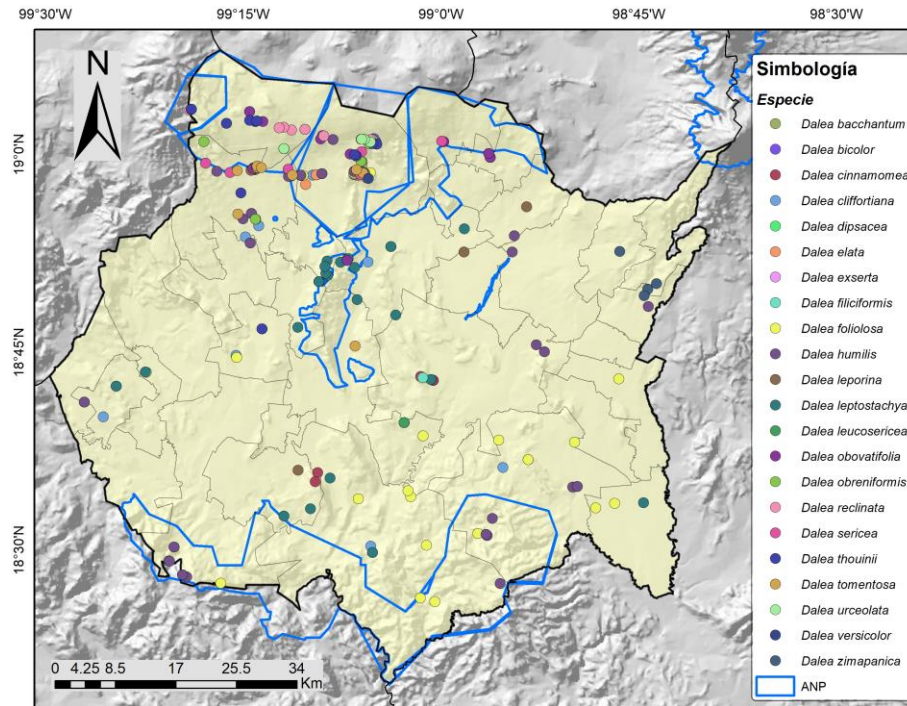 99°30'W 99°15'W 99°0'W 98°45'W 98°30'W
N
19°0'N
18°45'N
18°30'N
Simbología
Especie
Dalea bacchantum
Dalea bicolor
Dalea cinnamomea
Dalea cliffortiana
Dalea dipsacea
Dalea elata
Dalea exserta
Dalea filiciformis
Dalea foliolosa
Dalea humilis
Dalea leporina
Dalea leptostachya
Dalea leucosericea
Dalea obovatifolia
Dalea obreniformis
Dalea reclinata
Dalea sericea
Dalea thouinii
Dalea tomentosa
Dalea urceolata
Dalea versicolor
Dalea zimapanica
ANP
0 4.25 8.5 17 25.5 34
Km